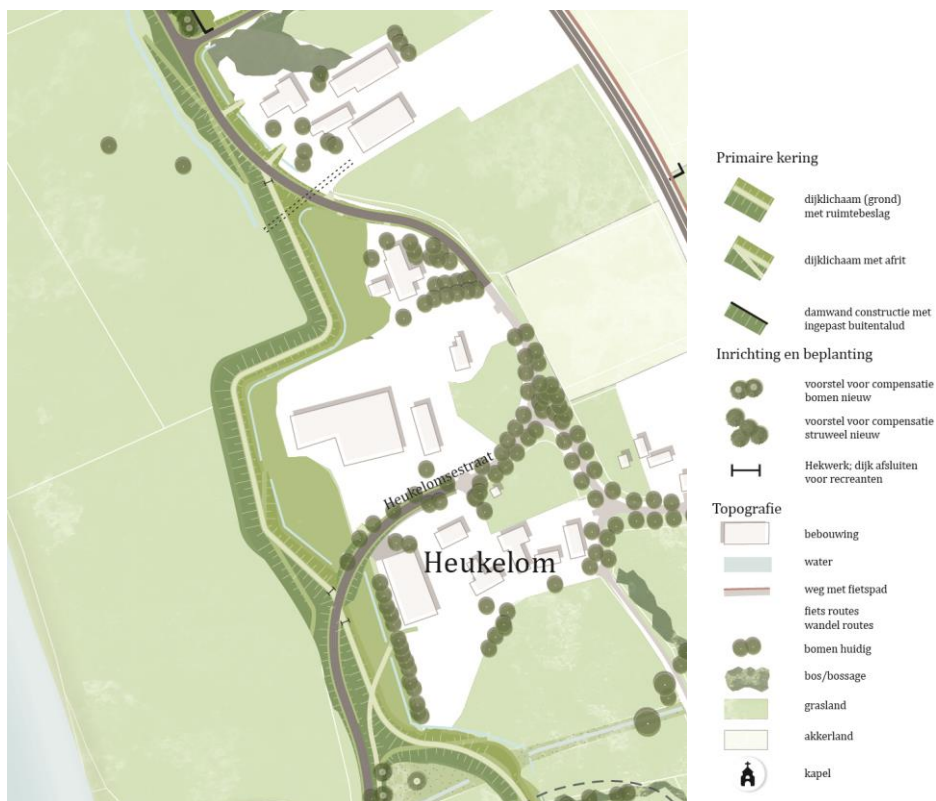 Heukelomsestraat
Heukelom
Primaire kering
dijklichaam (grond)
met ruimtebeslag
dijklichaam met afrit
damwand constructie met
ingepast buitentalud
Inrichting en beplanting
voorstel voor compensatie
bomen nieuw
voorstel voor compensatie
struweel nieuw
Hekwerk; dijk afsluiten
voor recreanten
Topografie
bebouwing
water
weg met fietspad
fiets routes
wandel routes
bomen huidig
bos/bossage
grasland
akkerland
kapel